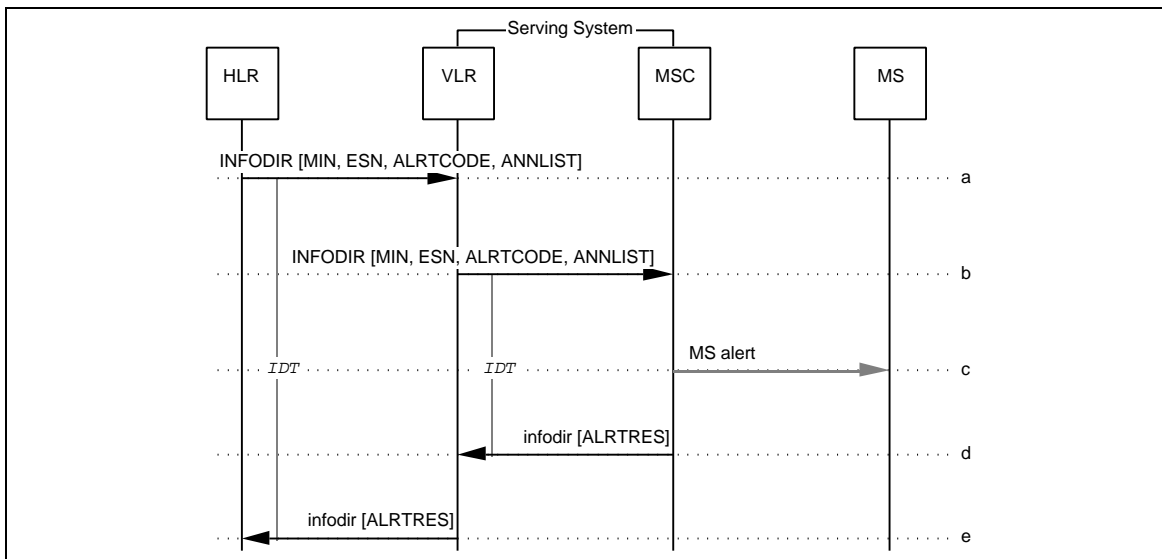 Serving System
HLR VLR MSC MS
INFODIR [MIN, ESN, ALRTCODE, ANNLIST]
a
INFODIR [MIN, ESN, ALRTCODE, ANNLIST]
b
IDT IDT MS alert c
infodir [ALRTRES]
d
infodir [ALRTRES]
e